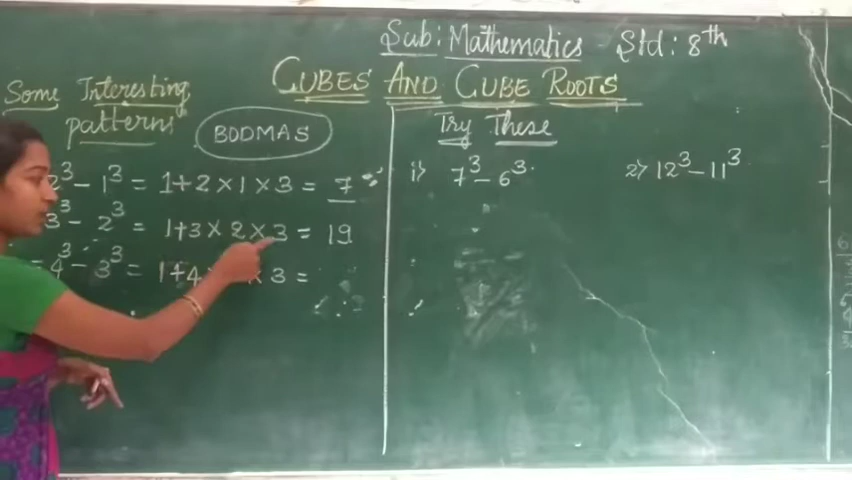 Sub: Mathematics - Std: 8th
CUBES AND CUBE ROOTS
Some Interesting
patterns
BODMAS
2³ - 1³ = 1+2×1×3 = 7
3³ - 2³ = 1+3×2×3 = 19
= 4³ - 3³ = 1+4 × 3 =
Try These
i) 7³ - 6³
2) 12³ - 11³